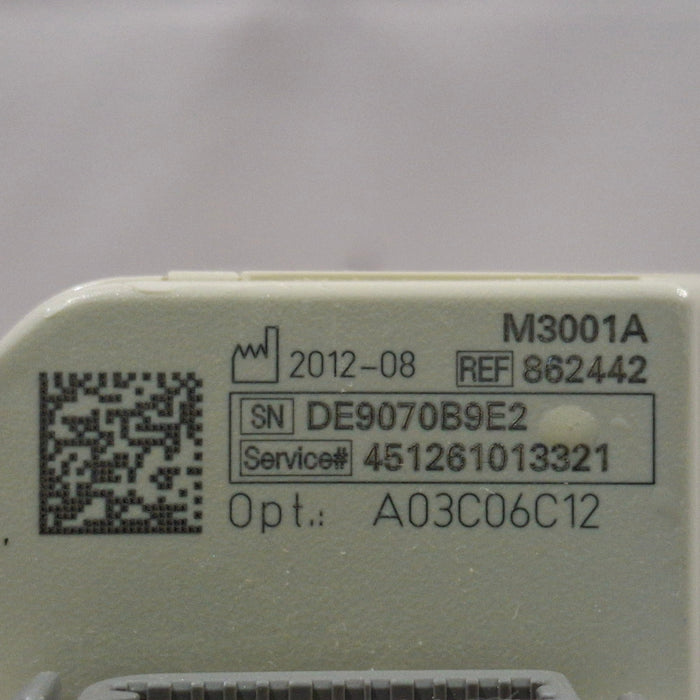 M3001A
2012-08 REF 862442
SN DE9070B9E2
Service# 451261013321
Opt.: A03C06C12